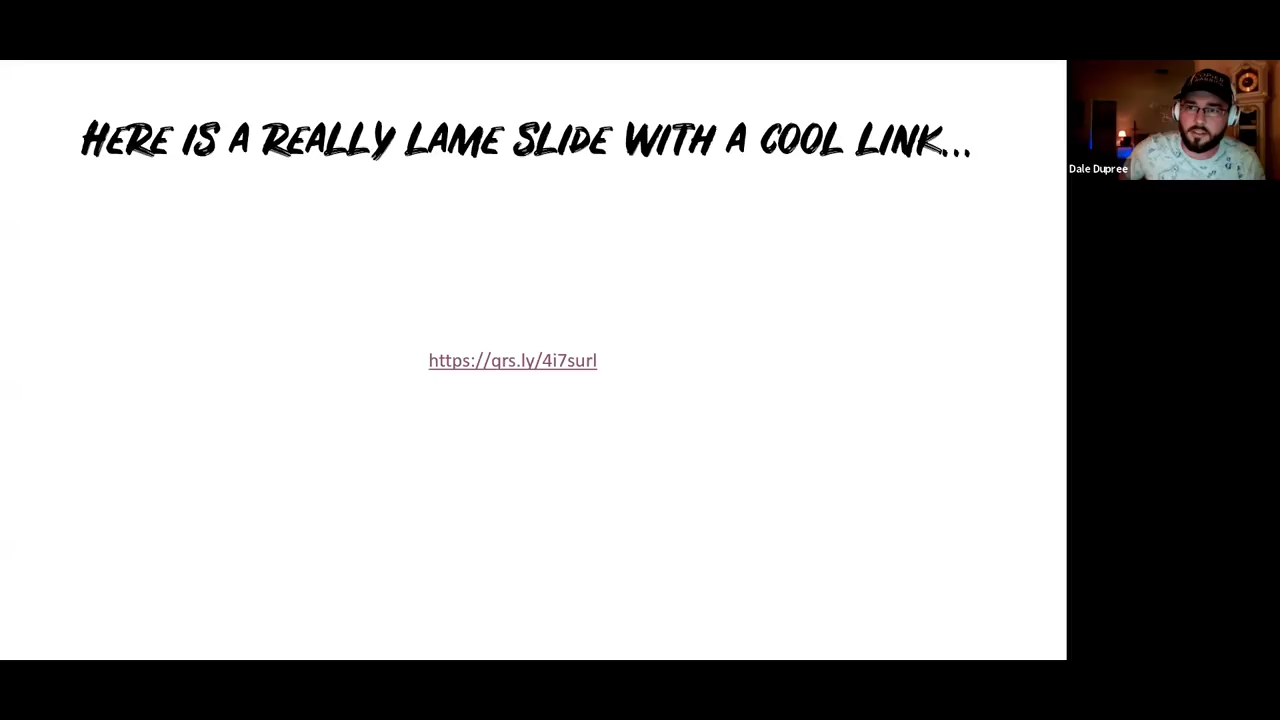 HERE IS A REALLY LAME SLIDE WITH A COOL LINK...
https://qrs.ly/4i7surl
Dale Dupree